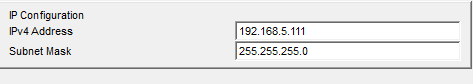 IP Configuration
IPv4 Address 192.168.5.111
Subnet Mask 255.255.255.0